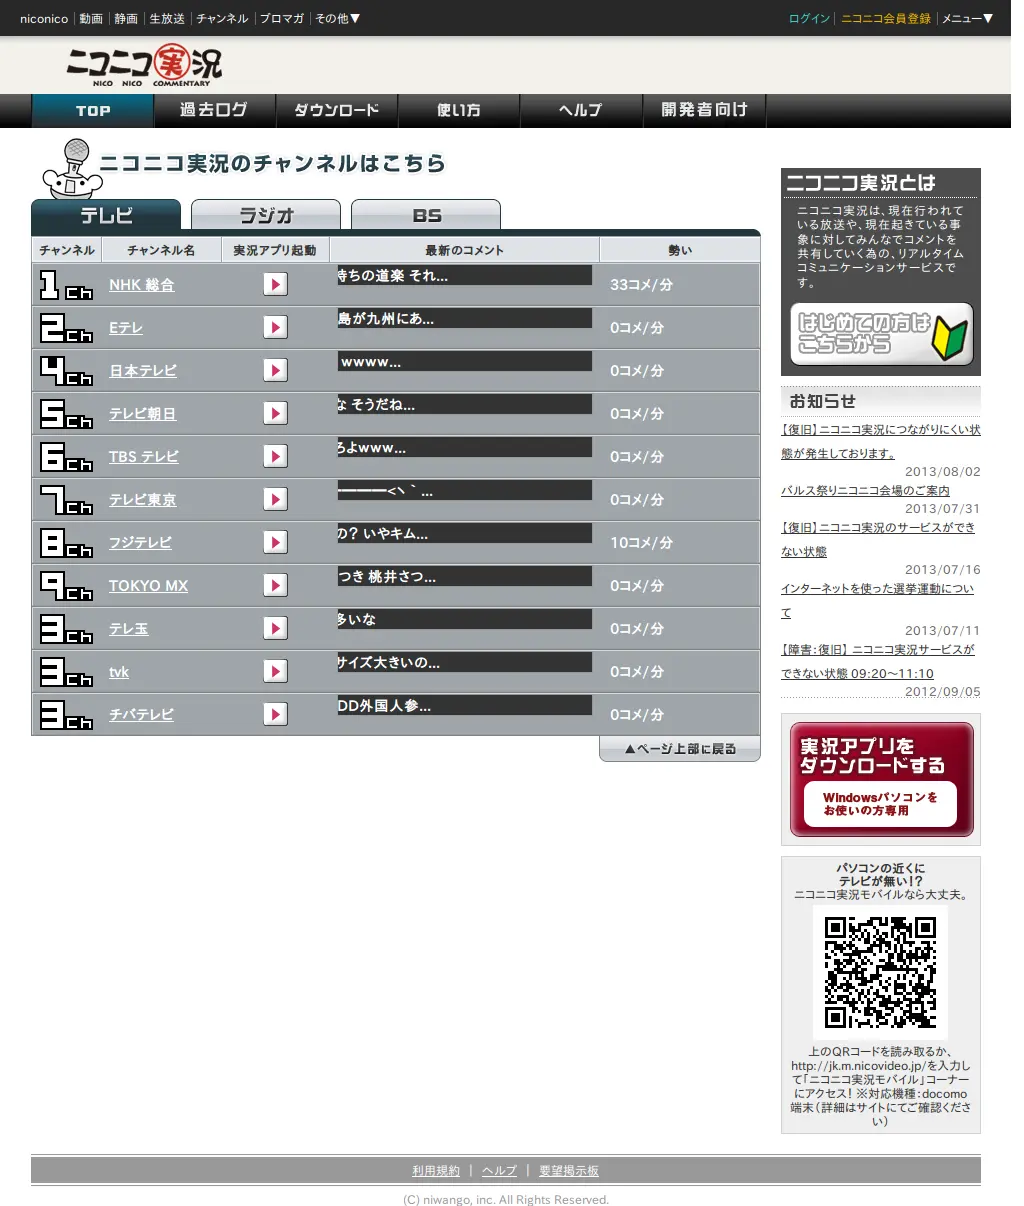 niconico 動画 静画 生放送 チャンネル ブロマガ その他▼ ログイン ニコニコ会員登録 メニュー▼
ニコニコ実況
NICO NICO COMMENTARY
TOP 過去ログ ダウンロード 使い方 ヘルプ 開発者向け
ニコニコ実況のチャンネルはこちら
テレビ ラジオ BS
チャンネル チャンネル名 実況アプリ起動 最新のコメント 勢い
1ch NHK 総合 持ちの道楽 それ... 33コメ/分
2ch Eテレ 島が九州にあ... 0コメ/分
4ch 日本テレビ wwww... 0コメ/分
5ch テレビ朝日 な そうだね... 0コメ/分
6ch TBS テレビ ろよwww... 0コメ/分
7ch テレビ東京 ━━━<ヽ｀... 0コメ/分
8ch フジテレビ の? いやキム... 10コメ/分
9ch TOKYO MX つき 桃井さつ... 0コメ/分
3ch テレ玉 多いな 0コメ/分
3ch tvk サイズ大きいの... 0コメ/分
3ch チバテレビ DD外国人参... 0コメ/分
▲ページ上部に戻る
ニコニコ実況とは
ニコニコ実況は、現在行われて
いる放送や、現在起きている事
象に対してみんなでコメントを
共有していく為の、リアルタイム
コミュニケーションサービスで
す。
はじめての方は
こちらから
お知らせ
【復旧】ニコニコ実況につながりにくい状
態が発生しております。
2013/08/02
バルス祭りニコニコ会場のご案内
2013/07/31
【復旧】ニコニコ実況のサービスができ
ない状態
2013/07/16
インターネットを使った選挙運動につい
て
2013/07/11
【障害：復旧】 ニコニコ実況サービスが
できない状態 09:20～11:10
2012/09/05
実況アプリを
ダウンロードする
Windowsパソコンを
お使いの方専用
パソコンの近くに
テレビが無い！？
ニコニコ実況モバイルなら大丈夫。
上のQRコードを読み取るか、
http://jk.m.nicovideo.jp/を入力し
て「ニコニコ実況モバイル」コーナー
にアクセス！ ※対応機種：docomo
端末（詳細はサイトにてご確認くださ
い）
利用規約 | ヘルプ | 要望掲示板
(C) niwango, inc. All Rights Reserved.